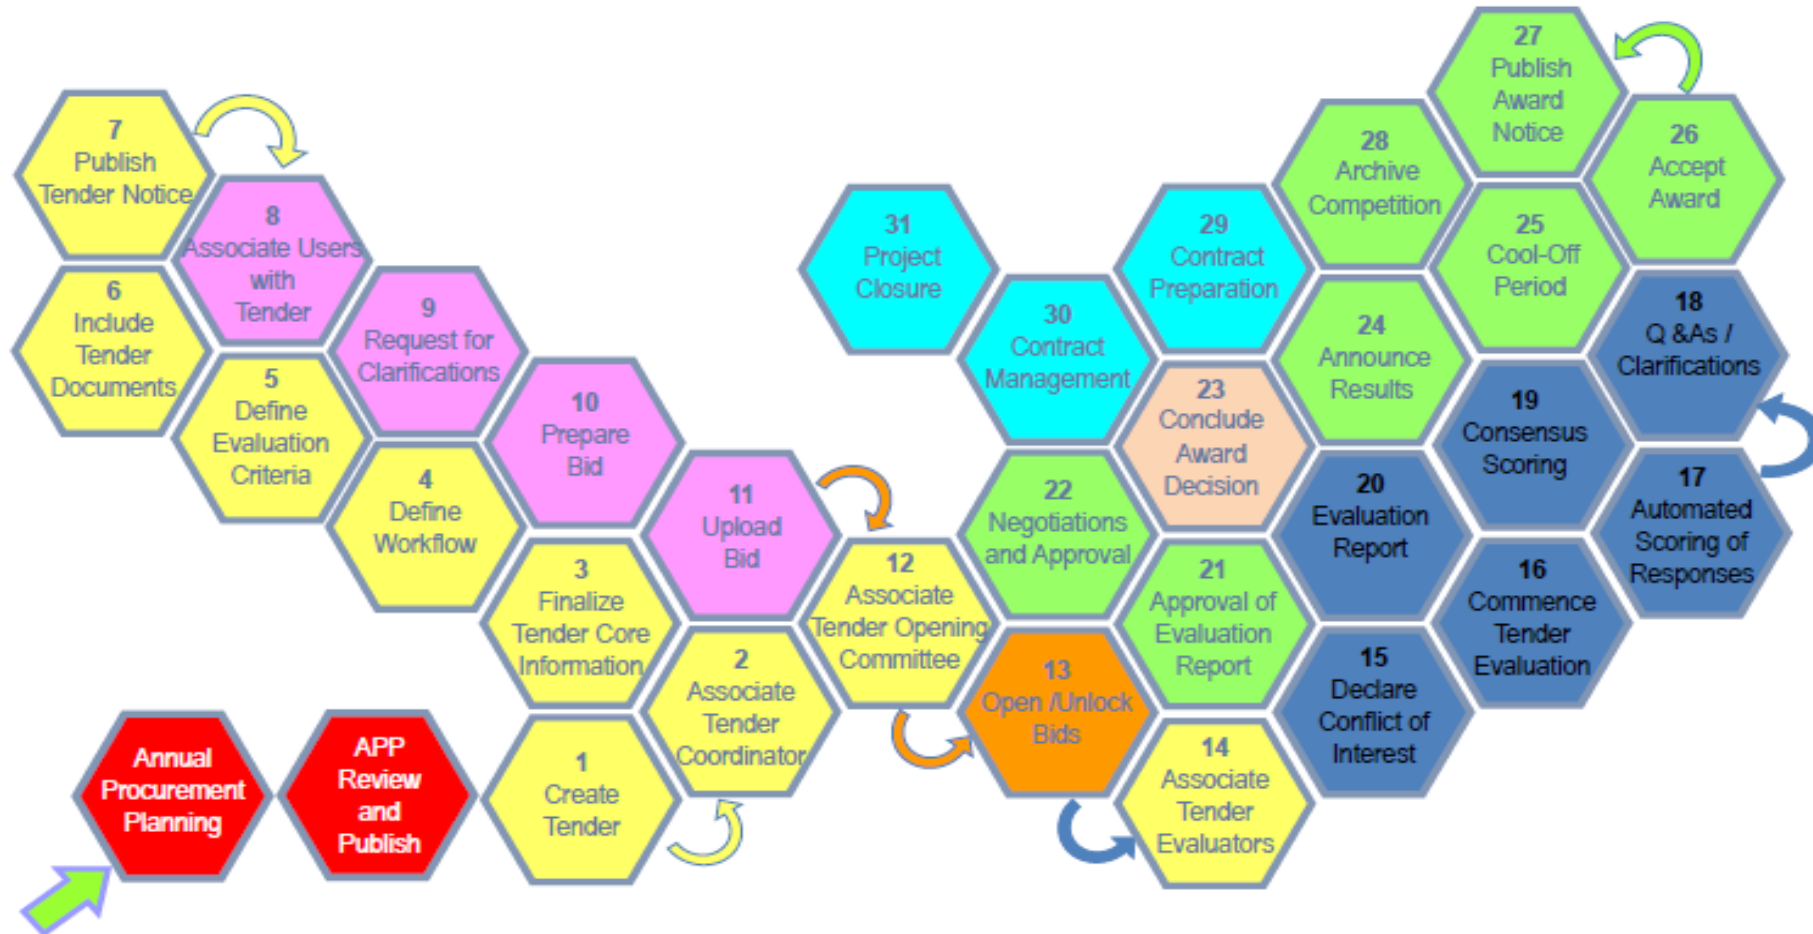 Annual
Procurement
Planning
APP
Review
and
Publish
1
Create
Tender
2
Associate
Tender
Coordinator
3
Finalize
Tender Core
Information
4
Define
Workflow
5
Define
Evaluation
Criteria
6
Include
Tender
Documents
7
Publish
Tender Notice
8
Associate Users
with
Tender
9
Request for
Clarifications
10
Prepare
Bid
11
Upload
Bid
12
Associate
Tender Opening
Committee
13
Open /Unlock
Bids
14
Associate
Tender
Evaluators
15
Declare
Conflict of
Interest
16
Commence
Tender
Evaluation
17
Automated
Scoring of
Responses
18
Q &As /
Clarifications
19
Consensus
Scoring
20
Evaluation
Report
21
Approval of
Evaluation
Report
22
Negotiations
and Approval
23
Conclude
Award
Decision
24
Announce
Results
25
Cool-Off
Period
26
Accept
Award
27
Publish
Award
Notice
28
Archive
Competition
29
Contract
Preparation
30
Contract
Management
31
Project
Closure